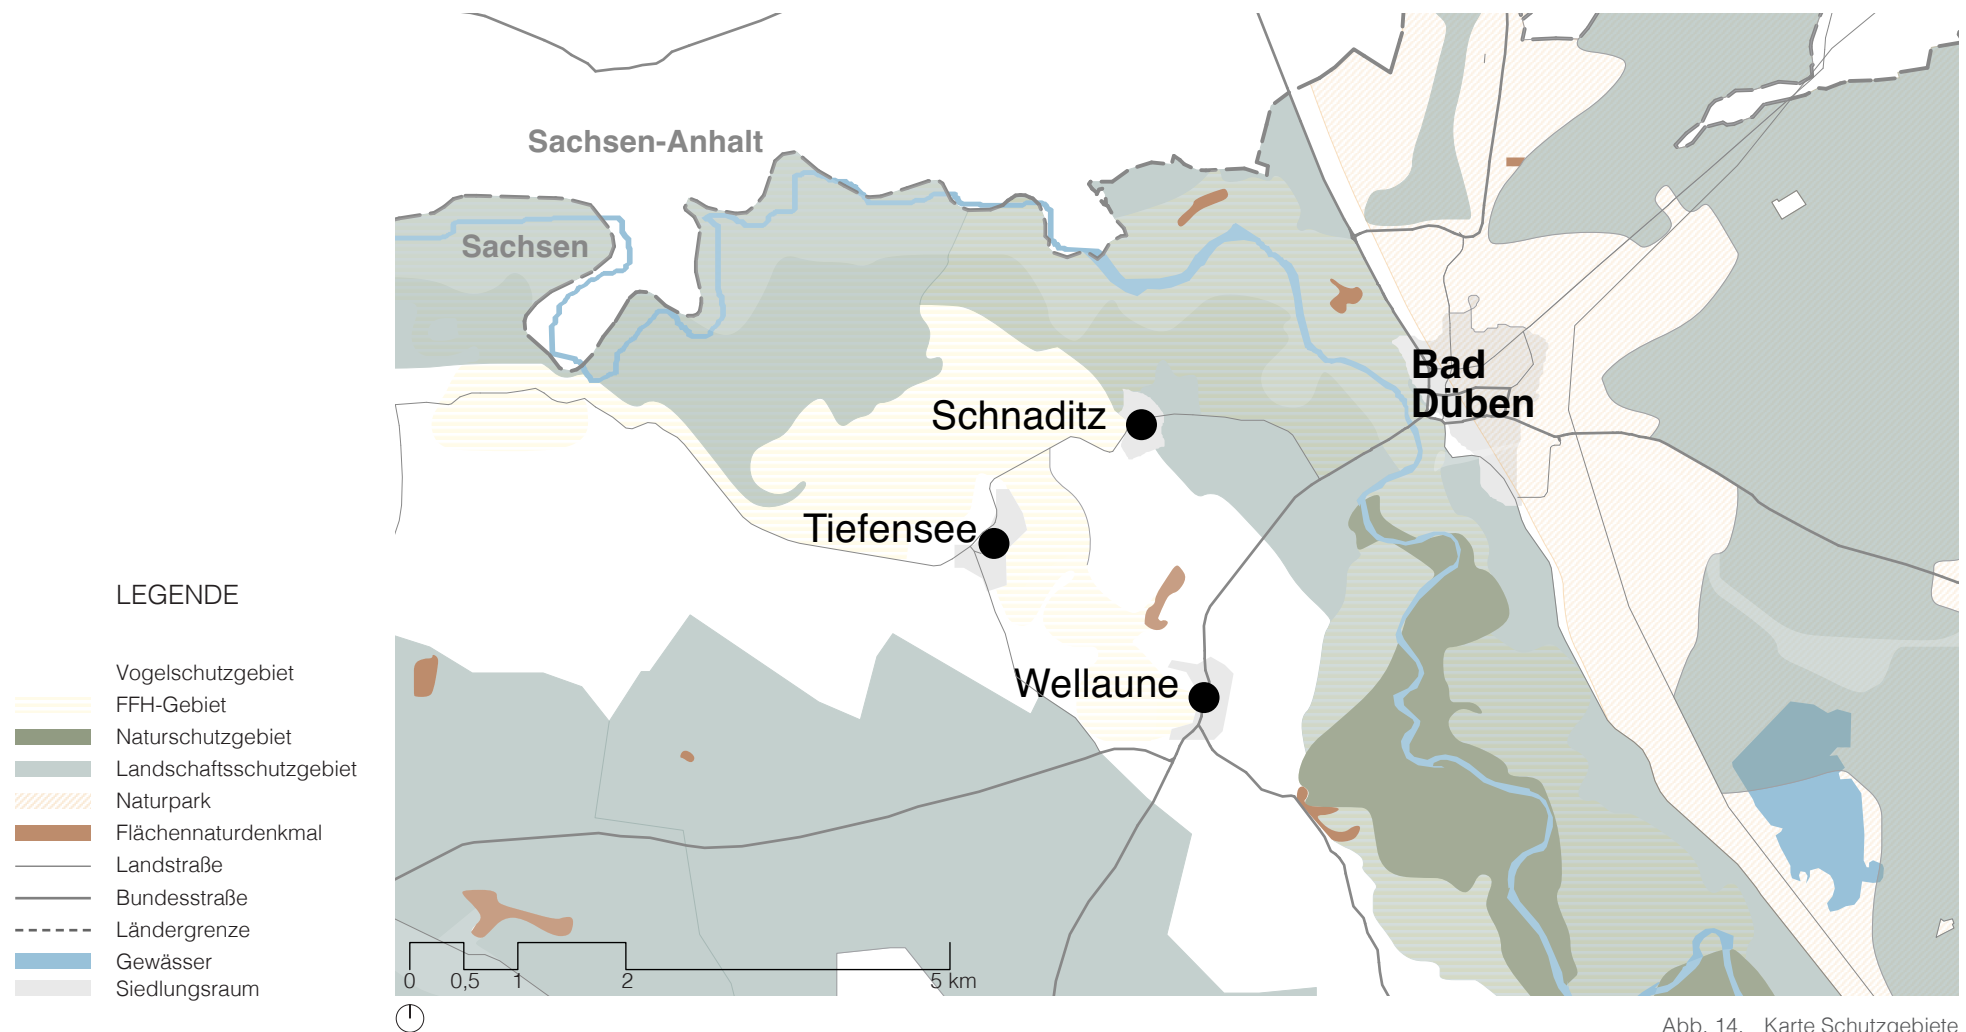 Sachsen-Anhalt
Sachsen
Bad
Düben
Schnaditz
Tiefensee
Wellaune
LEGENDE
Vogelschutzgebiet
FFH-Gebiet
Naturschutzgebiet
Landschaftsschutzgebiet
Naturpark
Flächennaturdenkmal
Landstraße
Bundesstraße
Ländergrenze
Gewässer
Siedlungsraum
0 0,5 1 2 5 km
Abb. 14. Karte Schutzgebiete